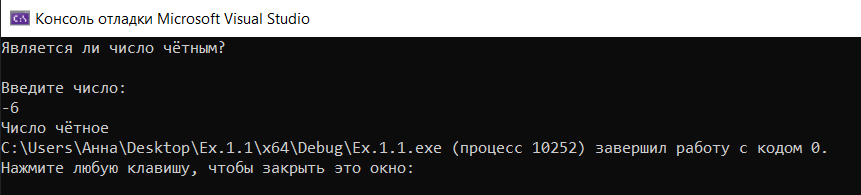 Консоль отладки Microsoft Visual Studio
Является ли число чётным?
Введите число:
-6
Число чётное
C:\Users\Анна\Desktop\Ex.1.1\x64\Debug\Ex.1.1.exe (процесс 10252) завершил работу с кодом 0.
Нажмите любую клавишу, чтобы закрыть это окно: